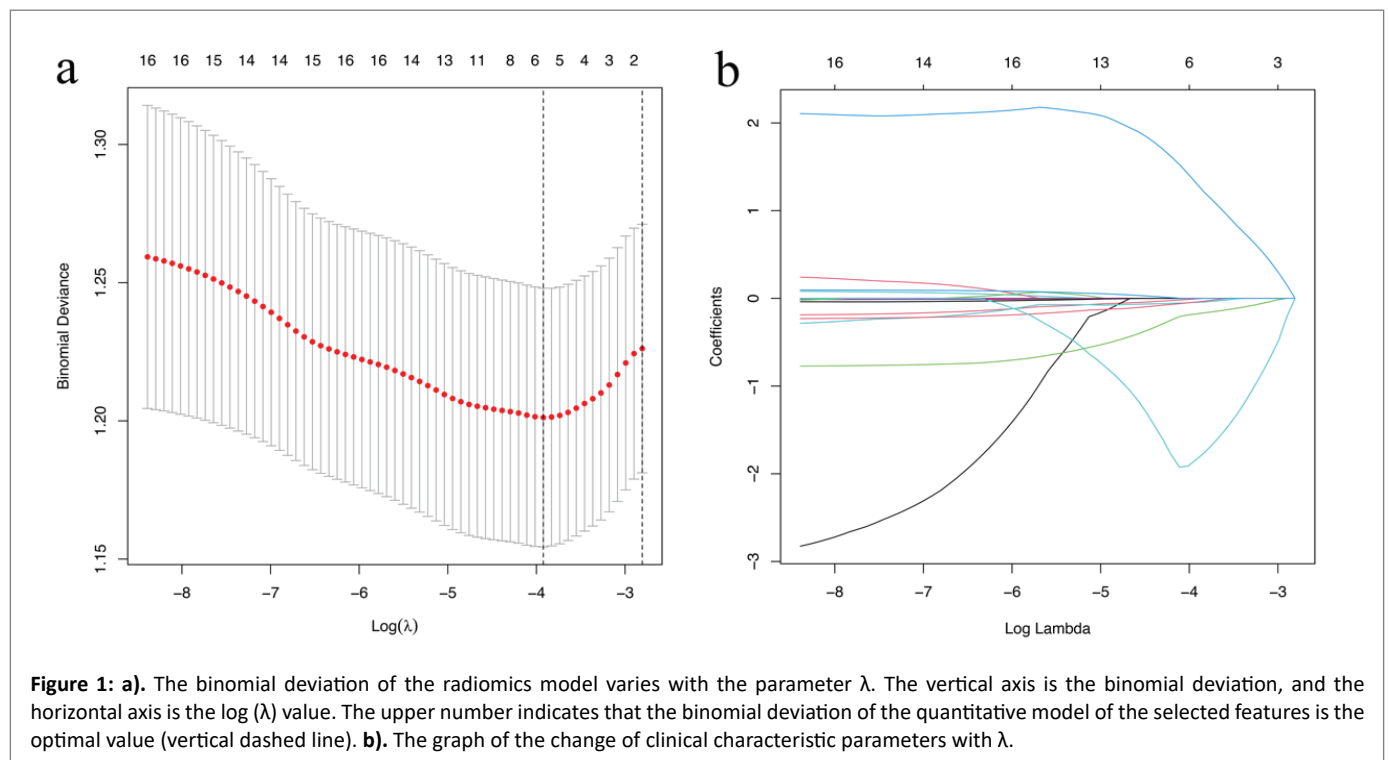 a
16 16 15 14 14 15 16 16 14 13 11 8 6 5 4 3 2
1.30
1.25
1.20
1.15
Binomial Deviance
−8 −7 −6 −5 −4 −3
Log(λ)
b
16 14 16 13 6 3
2
1
0
−1
−2
−3
Coefficients
−8 −7 −6 −5 −4 −3
Log Lambda
Figure 1: a). The binomial deviation of the radiomics model varies with the parameter λ. The vertical axis is the binomial deviation, and the
horizontal axis is the log (λ) value. The upper number indicates that the binomial deviation of the quantitative model of the selected features is the
optimal value (vertical dashed line). b). The graph of the change of clinical characteristic parameters with λ.